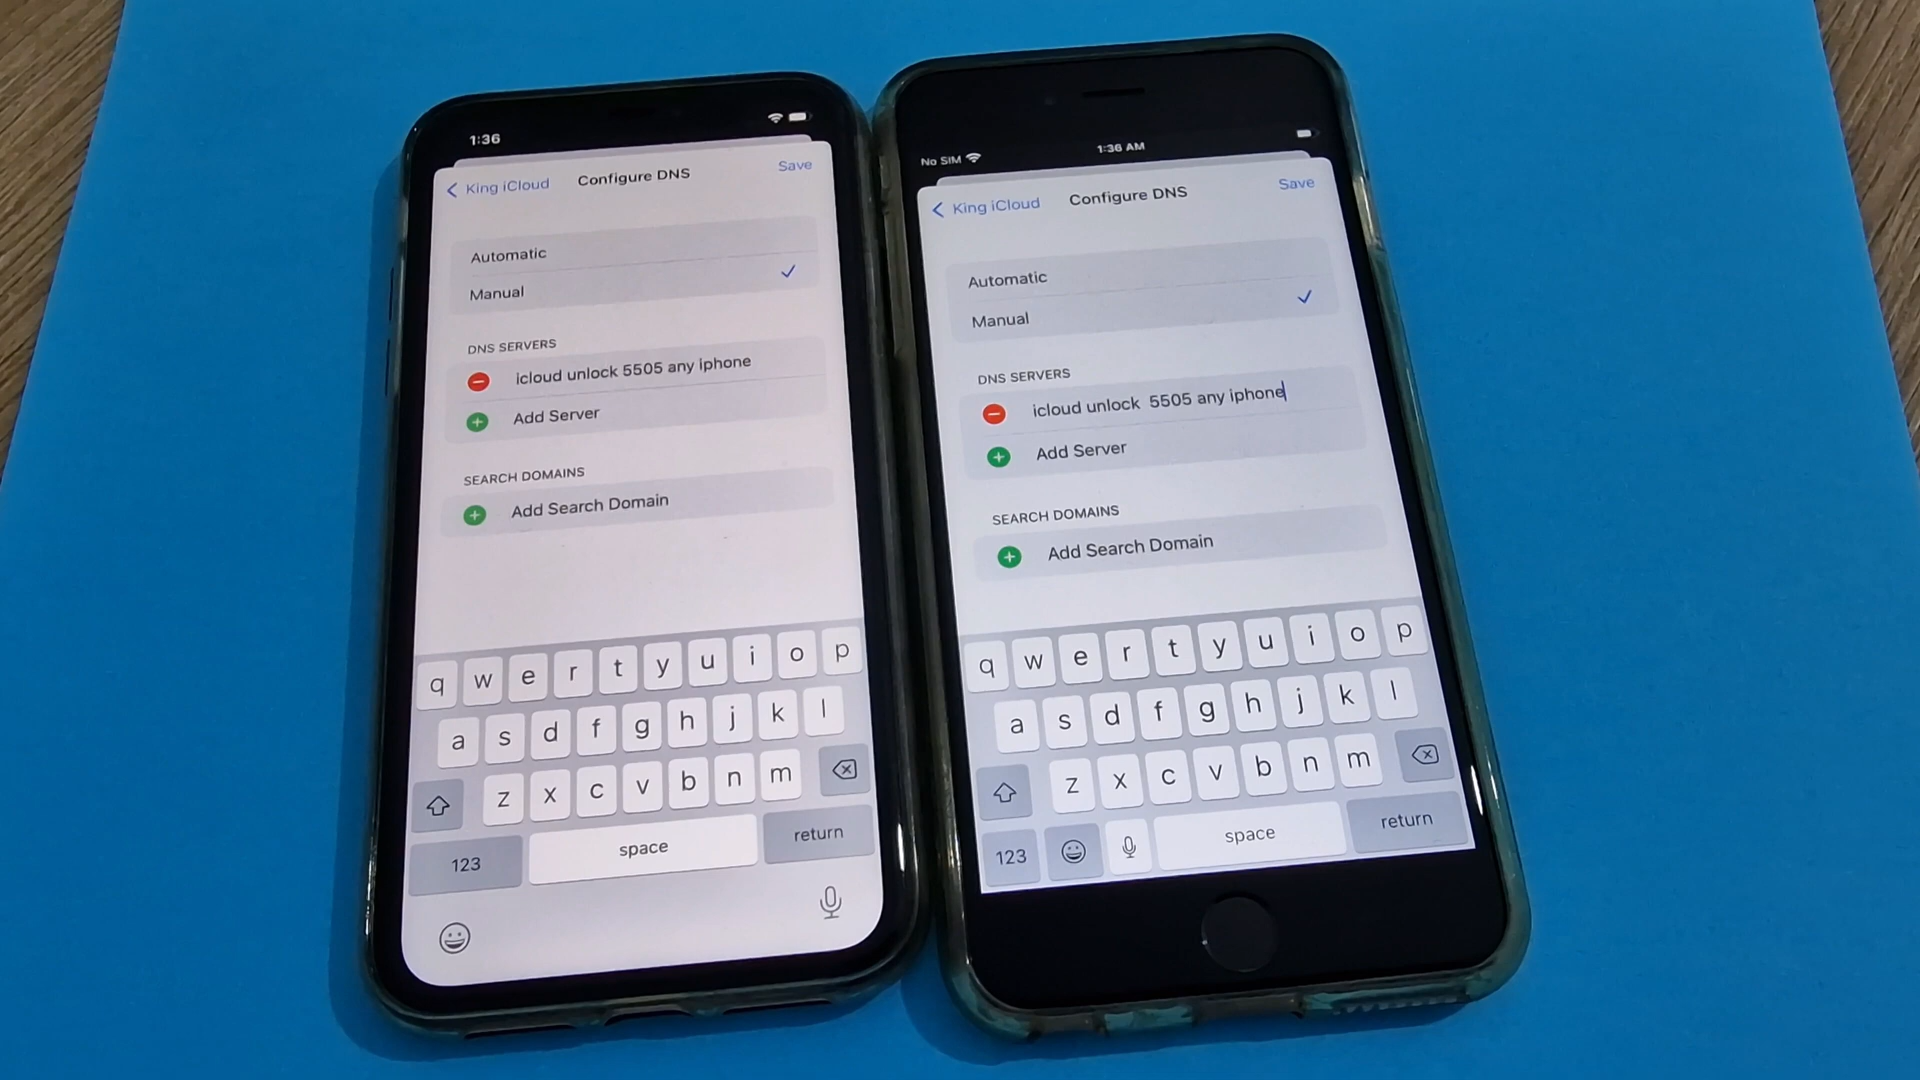 1:36
King iCloud
Configure DNS
Save
Automatic
Manual
DNS SERVERS
icloud unlock 5505 any iphone
Add Server
SEARCH DOMAINS
Add Search Domain
q w e r t y u i o p
a s d f g h j k l
z x c v b n m
123
space
return
No SIM
1:36 AM
King iCloud
Configure DNS
Save
Automatic
Manual
DNS SERVERS
icloud unlock  5505 any iphone
Add Server
SEARCH DOMAINS
Add Search Domain
q w e r t y u i o p
a s d f g h j k l
z x c v b n m
123
space
return